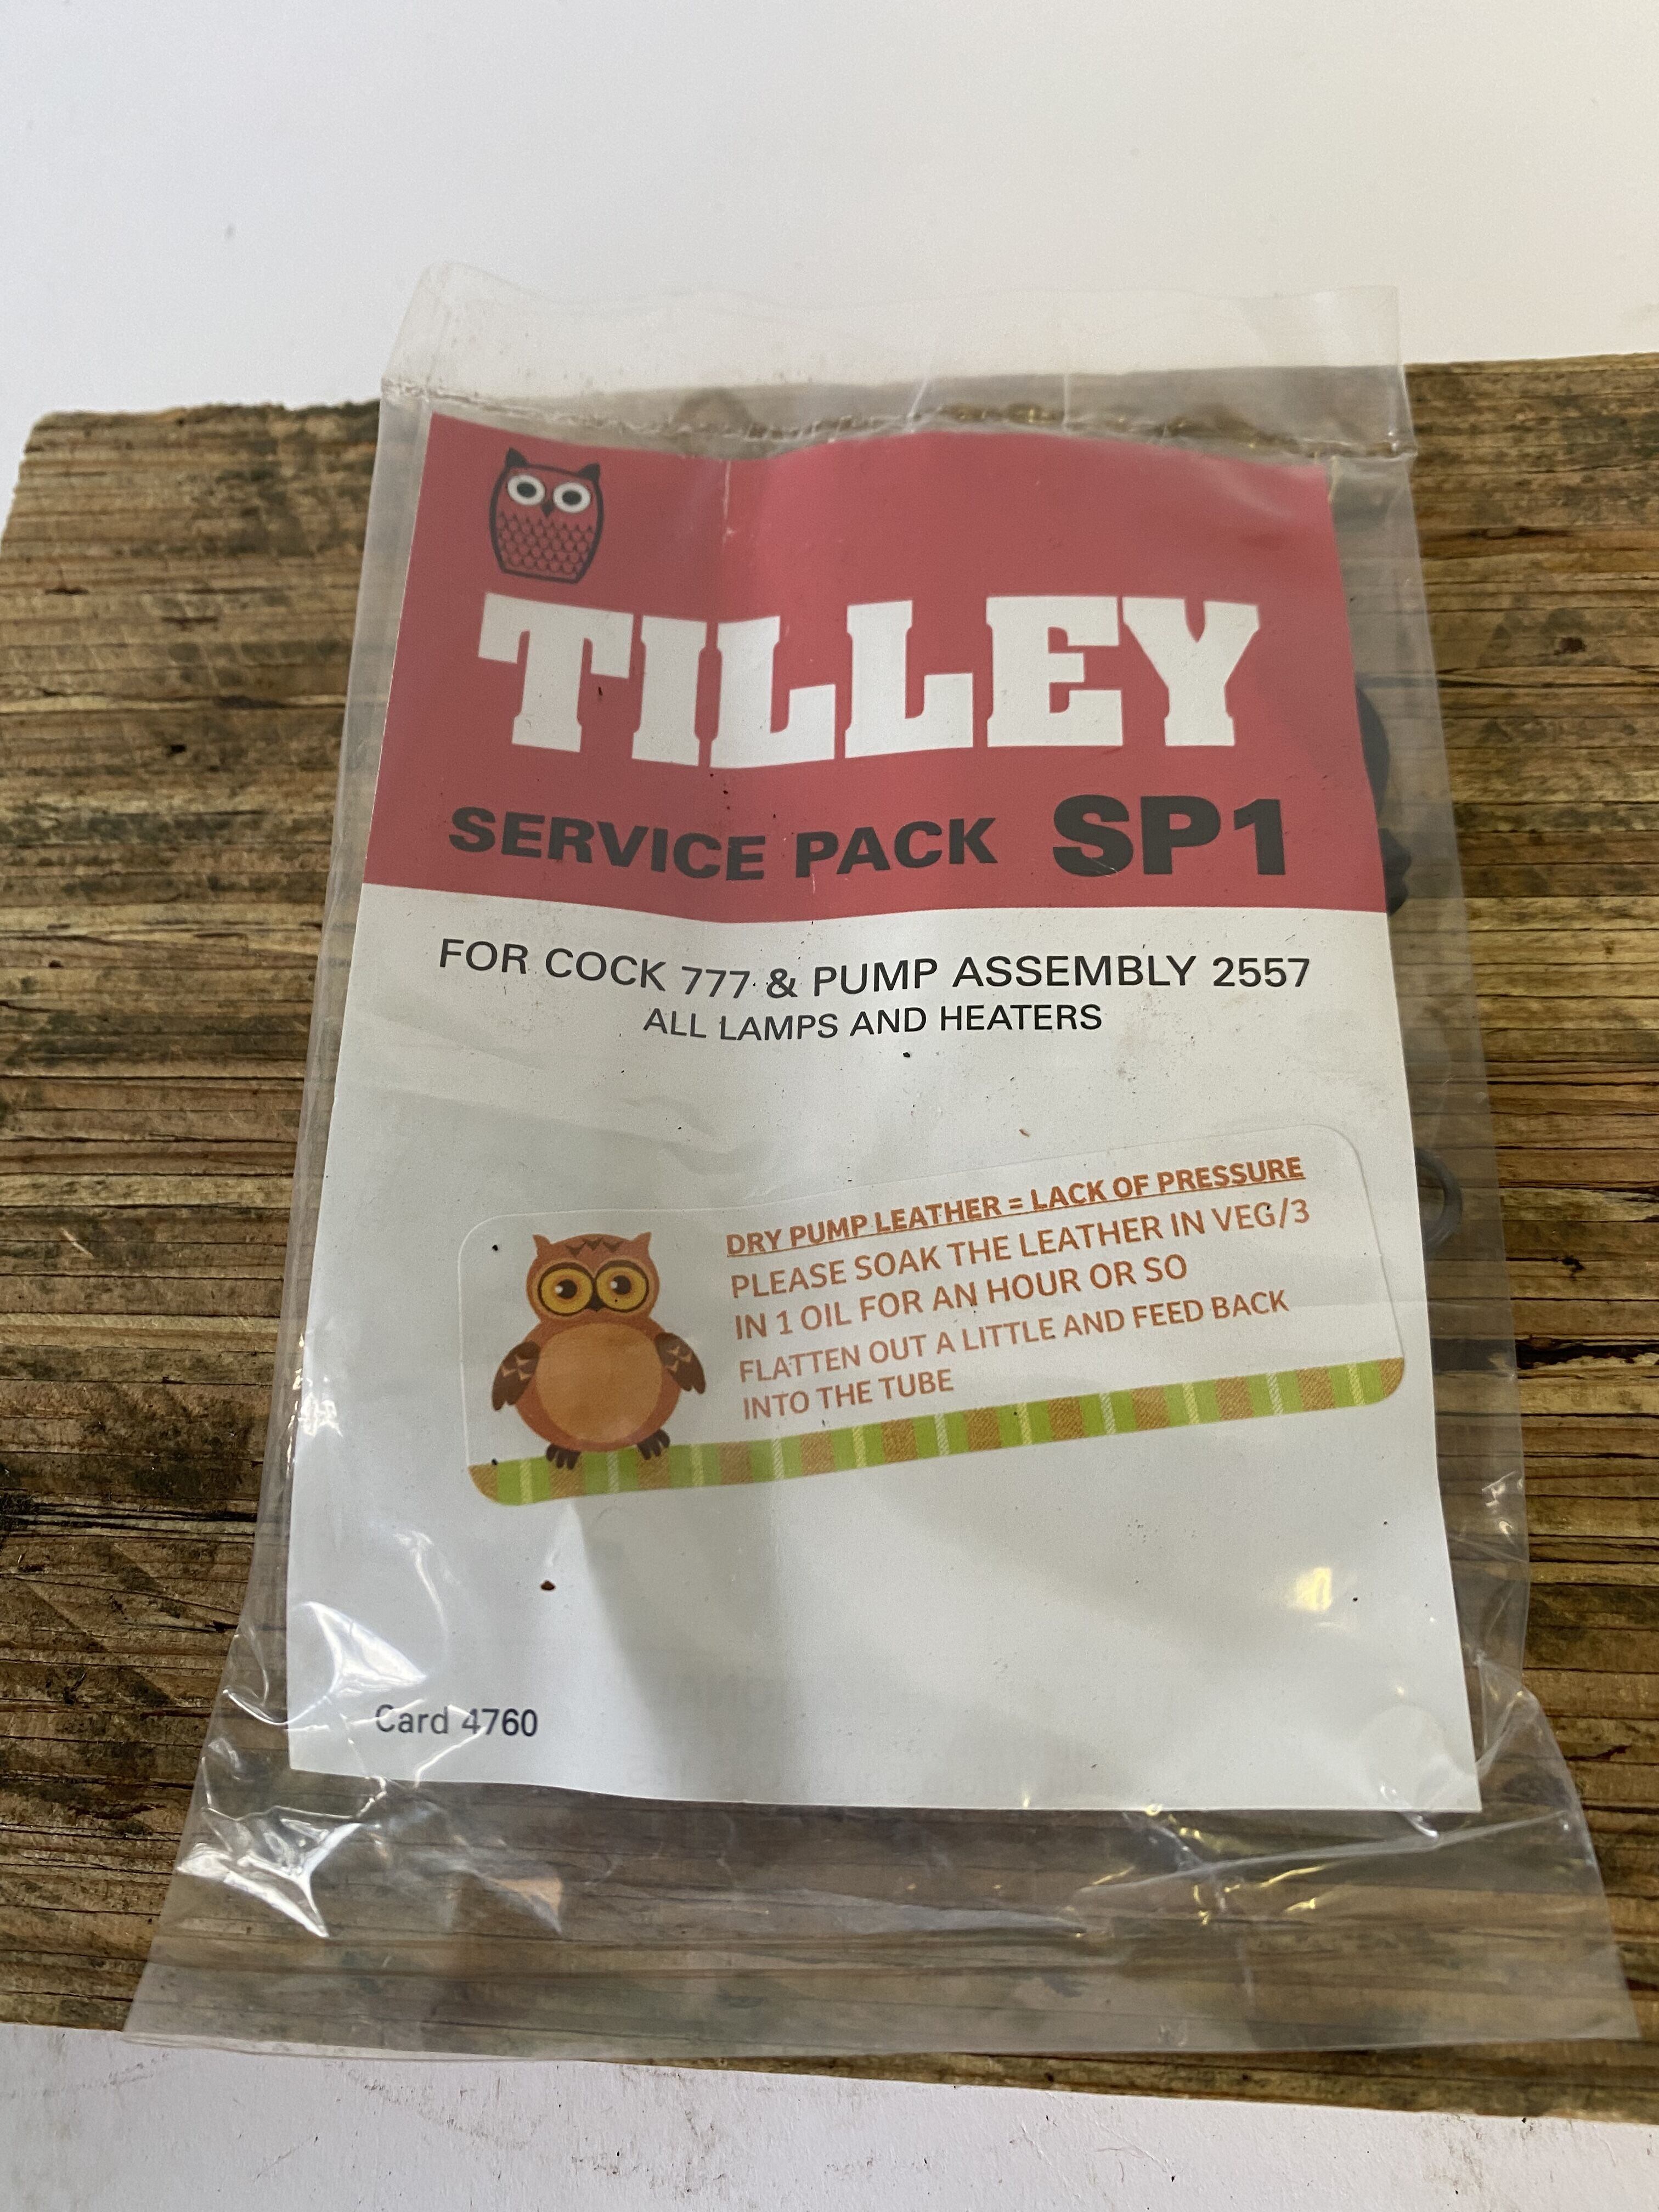 TILLEY
SERVICE PACK SP1
FOR COCK 777 & PUMP ASSEMBLY 2557
ALL LAMPS AND HEATERS
DRY PUMP LEATHER = LACK OF PRESSURE
PLEASE SOAK THE LEATHER IN VEG/3
IN 1 OIL FOR AN HOUR OR SO
FLATTEN OUT A LITTLE AND FEED BACK
INTO THE TUBE
Card 4760